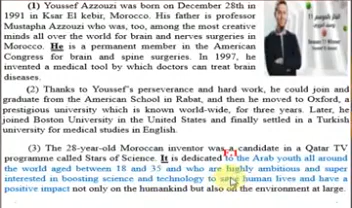 (1) Youssef Azzouzi was born on December 28th in
1991 in Ksar El kebir, Morocco. His father is professor
Mustapha Azzouzi who was, too, among the most creative
minds all over the world for brain and nerves surgeries in
Morocco. He is a permanent member in the American
Congress for brain and spine surgeries. In 1997, he
invented a medical tool by which doctors can treat brain
diseases.
(2) Thanks to Youssef"s perseverance and hard work, he could join and
graduate from the American School in Rabat, and then he moved to Oxford, a
prestigious university which is known world-wide, for three years. Later, he
joined Boston University in the United States and finally settled in a Turkish
university for medical studies in English.
(3) The 28-year-old Moroccan inventor was a candidate in a Qatar TV
programme called Stars of Science. It is dedicated to the Arab youth all around
the world aged between 18 and 35 and who are highly ambitious and super
interested in boosting science and technology to human lives and have a
positive impact not only on the humankind but also on the environment at large.